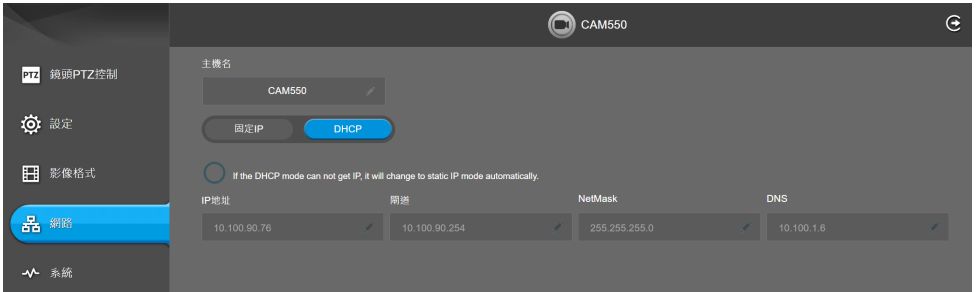 CAM550
PTZ 鏡頭PTZ控制
設定
影像格式
網路
系統
主機名
CAM550
固定IP DHCP
If the DHCP mode can not get IP, it will change to static IP mode automatically.
IP地址 閘道 NetMask DNS
10.100.90.76 10.100.90.254 255.255.255.0 10.100.1.6